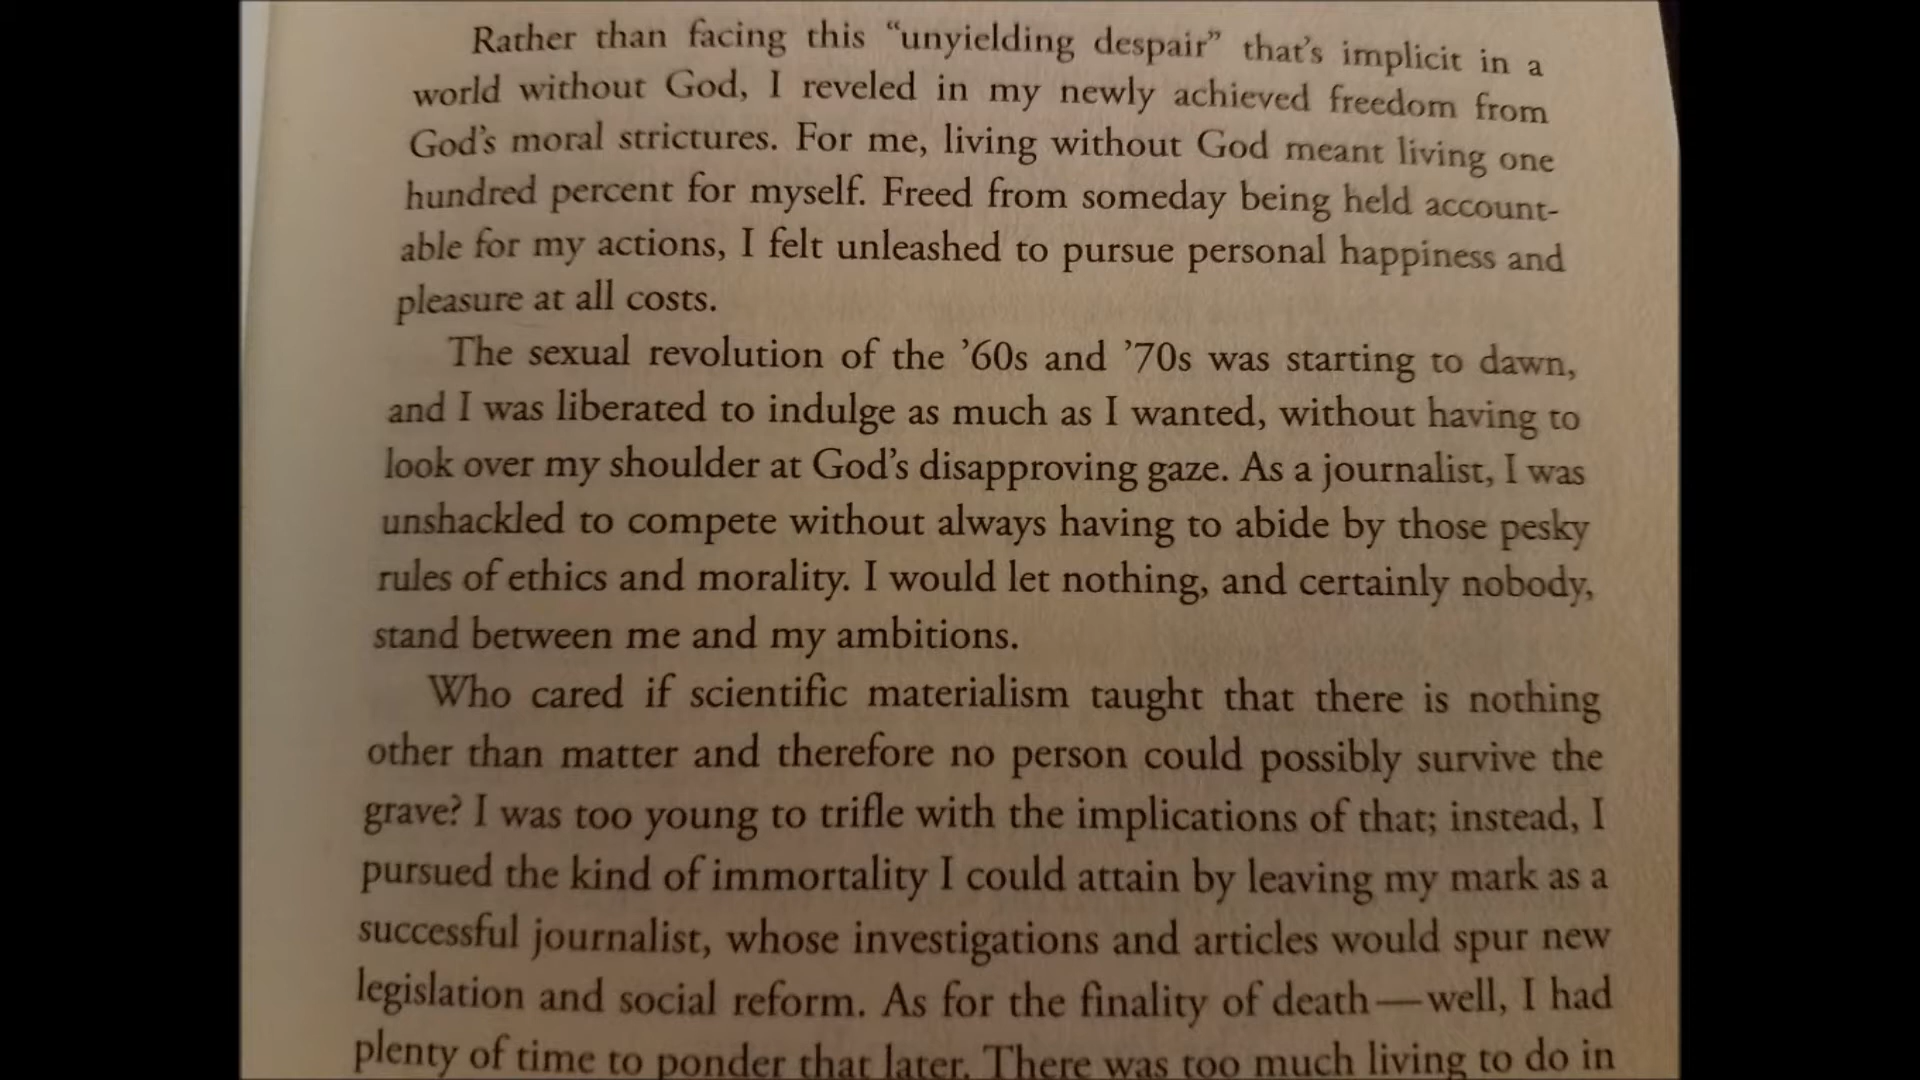 Rather than facing this “unyielding despair” that’s implicit in a
world without God, I reveled in my newly achieved freedom from
God’s moral strictures. For me, living without God meant living one
hundred percent for myself. Freed from someday being held account-
able for my actions, I felt unleashed to pursue personal happiness and
pleasure at all costs.
The sexual revolution of the ’60s and ’70s was starting to dawn,
and I was liberated to indulge as much as I wanted, without having to
look over my shoulder at God’s disapproving gaze. As a journalist, I was
unshackled to compete without always having to abide by those pesky
rules of ethics and morality. I would let nothing, and certainly nobody,
stand between me and my ambitions.
Who cared if scientific materialism taught that there is nothing
other than matter and therefore no person could possibly survive the
grave? I was too young to trifle with the implications of that; instead, I
pursued the kind of immortality I could attain by leaving my mark as a
successful journalist, whose investigations and articles would spur new
legislation and social reform. As for the finality of death—well, I had
plenty of time to ponder that later. There was too much living to do in